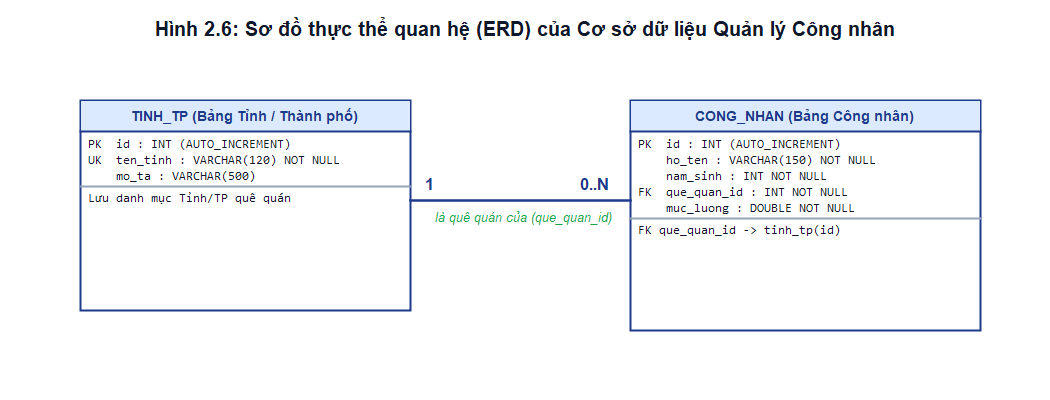 Hình 2.6: Sơ đồ thực thể quan hệ (ERD) của Cơ sở dữ liệu Quản lý Công nhân
TINH_TP (Bảng Tỉnh / Thành phố)
PK id : INT (AUTO_INCREMENT)
UK ten_tinh : VARCHAR(120) NOT NULL
mo_ta : VARCHAR(500)
Lưu danh mục Tỉnh/TP quê quán
1
0..N
là quê quán của (que_quan_id)
CONG_NHAN (Bảng Công nhân)
PK id : INT (AUTO_INCREMENT)
ho_ten : VARCHAR(150) NOT NULL
nam_sinh : INT NOT NULL
FK que_quan_id : INT NOT NULL
muc_luong : DOUBLE NOT NULL
FK que_quan_id -> tinh_tp(id)